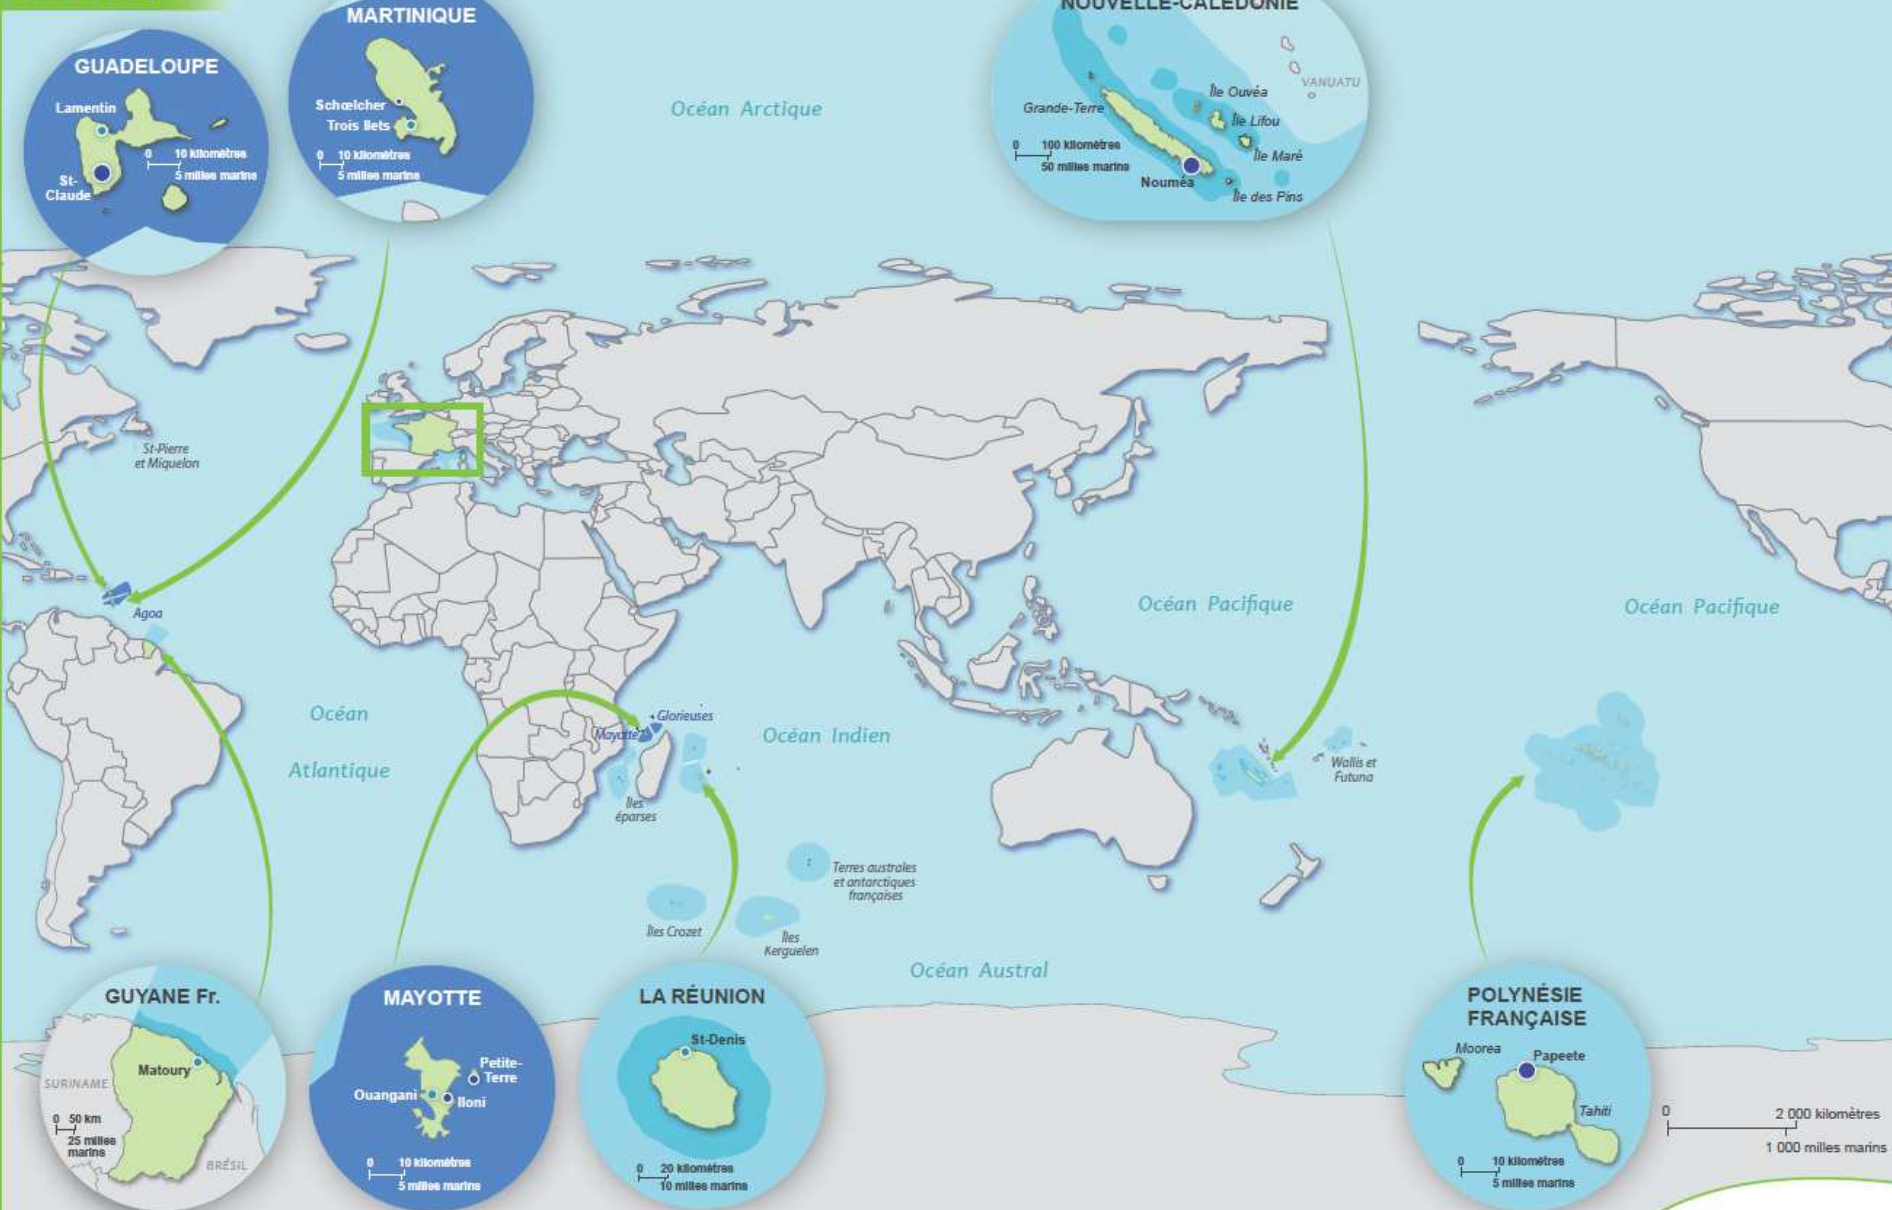 MARTINIQUE
Schœlcher
Trois Ilets
0 10 kilomètres
5 milles marins
GUADELOUPE
Lamentin
0 10 kilomètres
5 milles marins
St-
Claude
NOUVELLE-CALÉDONIE
VANUATU
Île Ouvéa
Grande-Terre
Île Lifou
0 100 kilomètres
50 milles marins
Île Maré
Nouméa
Île des Pins
Océan Arctique
St-Pierre
et Miquelon
Agoa
Océan Pacifique
Océan Pacifique
Océan
Atlantique
Glorieuses
Mayotte
Océan Indien
Îles
éparses
Wallis et
Futuna
Terres australes
et antarctiques
françaises
Îles Crozet
Îles
Kerguelen
Océan Austral
GUYANE Fr.
Matoury
SURINAME
0 50 km
25 milles
marins
BRÉSIL
MAYOTTE
Petite-
Terre
Ouangani
Iloni
0 10 kilomètres
5 milles marins
LA RÉUNION
St-Denis
0 20 kilomètres
10 milles marins
POLYNÉSIE
FRANÇAISE
Moorea
Papeete
Tahiti
0 10 kilomètres
5 milles marins
0 2 000 kilomètres
1 000 milles marins